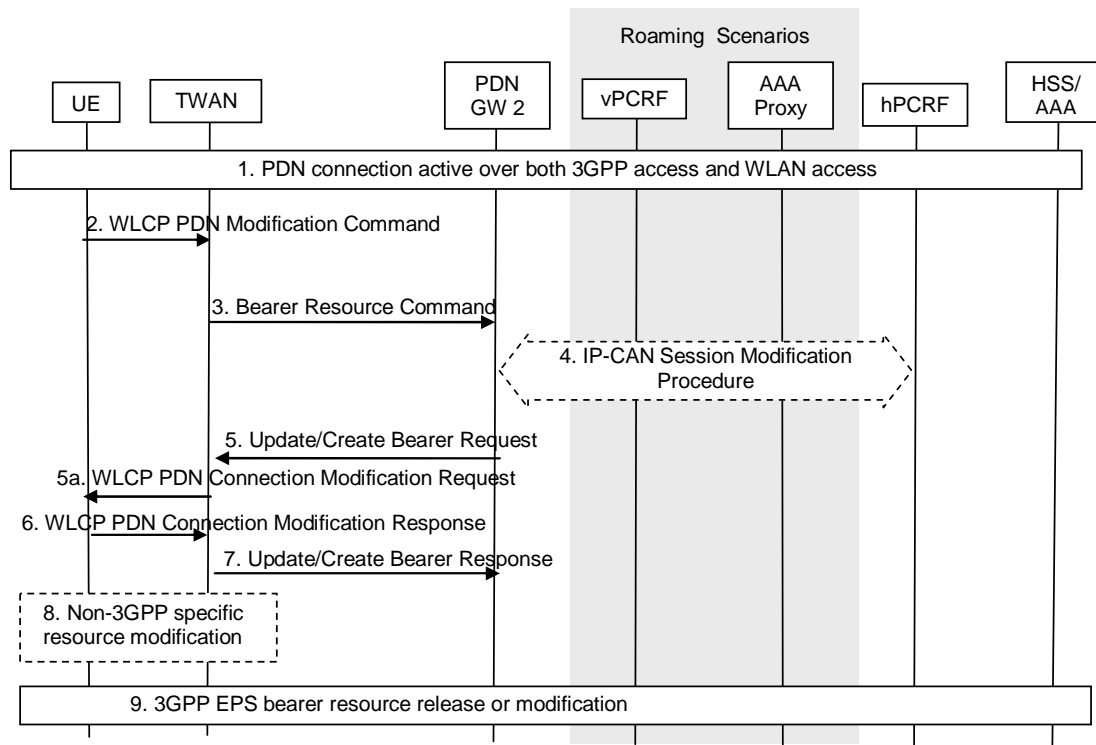 Roaming Scenarios
UE
TWAN
PDN
GW 2
vPCRF
AAA
Proxy
hPCRF
HSS/
AAA
1. PDN connection active over both 3GPP access and WLAN access
2. WLCP PDN Modification Command
3. Bearer Resource Command
4. IP-CAN Session Modification
Procedure
5. Update/Create Bearer Request
5a. WLCP PDN Connection Modification Request
6. WLCP PDN Connection Modification Response
7. Update/Create Bearer Response
8. Non-3GPP specific
resource modification
9. 3GPP EPS bearer resource release or modification